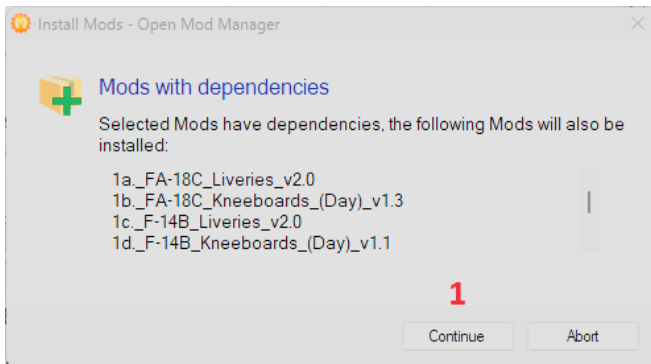 Install Mods - Open Mod Manager
Mods with dependencies
Selected Mods have dependencies, the following Mods will also be
installed:
1a._FA-18C_Liveries_v2.0
1b._FA-18C_Kneeboards_(Day)_v1.3
1c._F-14B_Liveries_v2.0
1d._F-14B_Kneeboards_(Day)_v1.1
1
Continue Abort